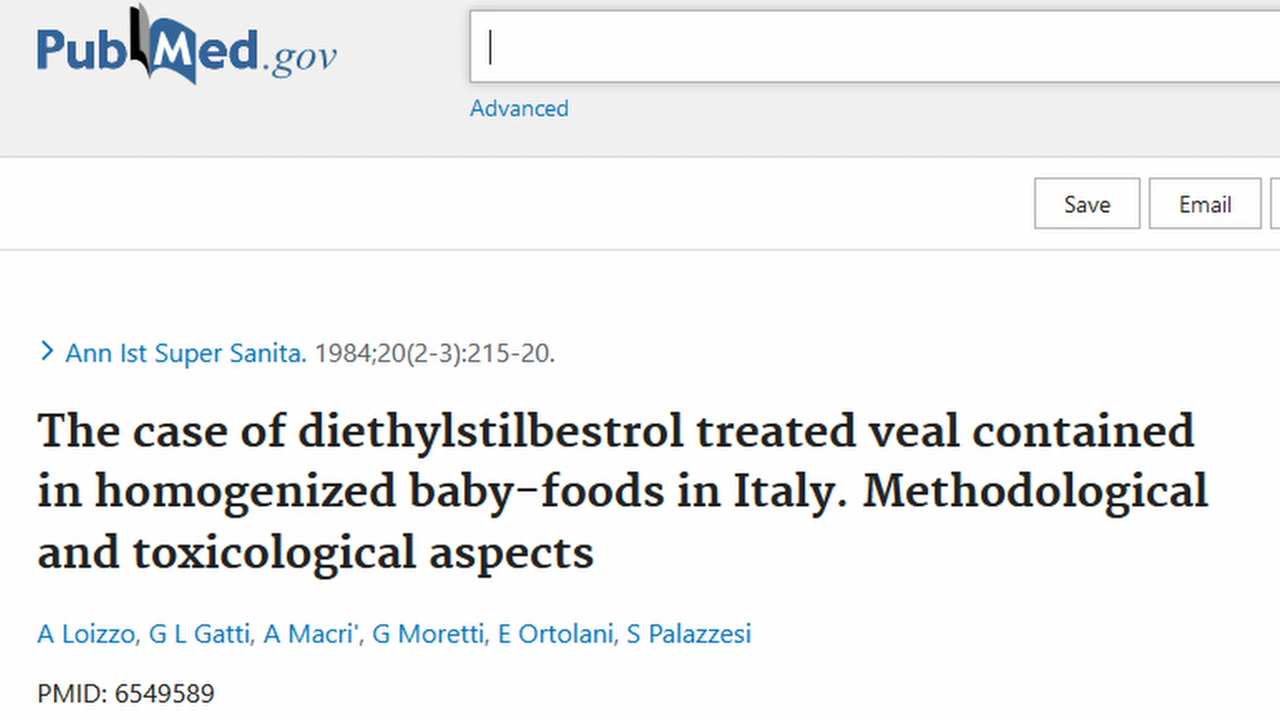 PubMed.gov
Advanced
Save
Email
Ann Ist Super Sanita. 1984;20(2-3):215-20.
The case of diethylstilbestrol treated veal contained
in homogenized baby-foods in Italy. Methodological
and toxicological aspects
A Loizzo, G L Gatti, A Macri', G Moretti, E Ortolani, S Palazzesi
PMID: 6549589